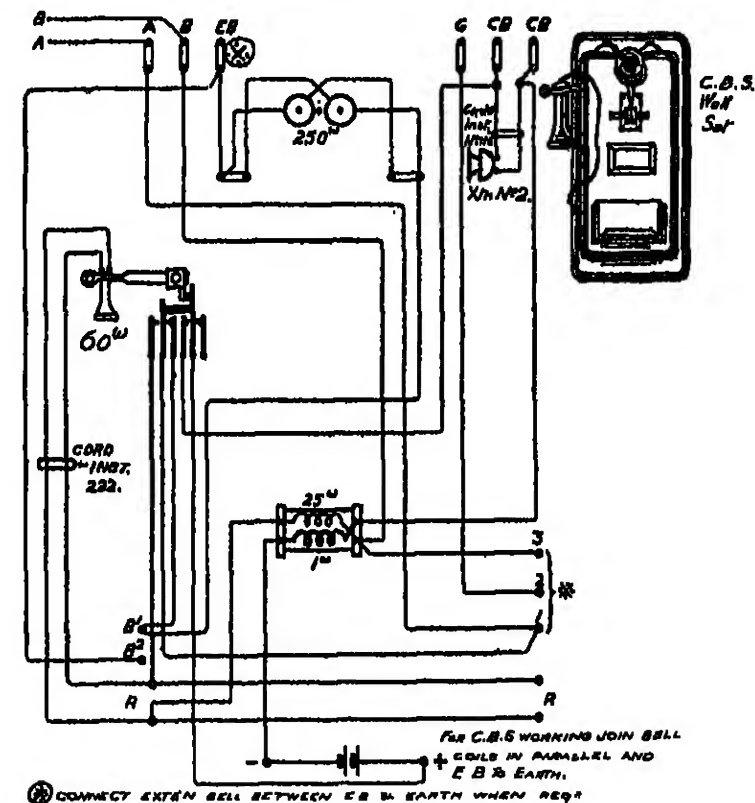 B
A
A B EB
G CB CB
C.B.S.
Wall
Set
250ω
Xm. Nº2.
60ω
CORD
INST.
222.
25ω
1ω
3
2
1
B¹
B²
R
R
FOR C.B.S WORKING JOIN BELL
COILS IN PARALLEL AND
E B TO EARTH.
- +
CONNECT EXTEN BELL BETWEEN E B & EARTH WHEN REQD